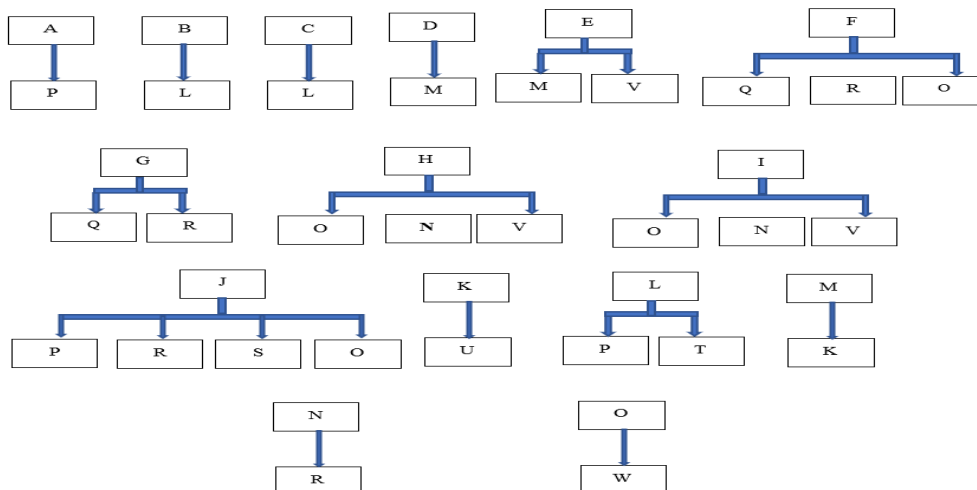 A B C D E F
P L L M M V Q R O
G H I
Q R O N V O N V
J K L M
P R S O U P T K
N O
R W